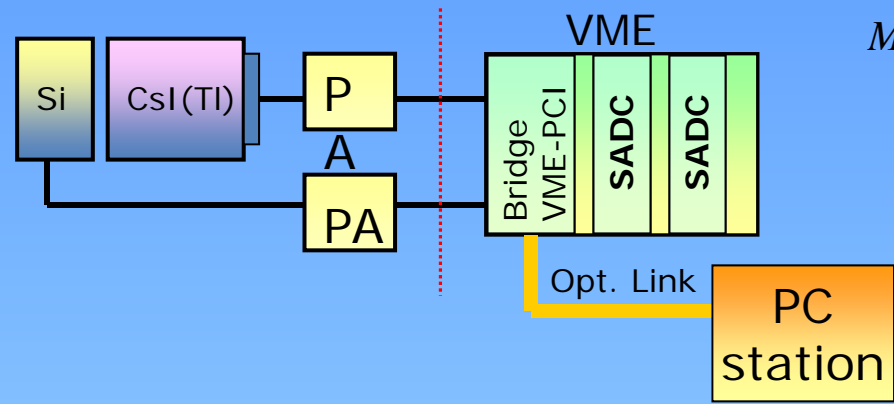 VME
M
Si
CsI(Tl)
P
A
PA
Bridge
VME-PCI
SADC
SADC
Opt. Link
PC
station